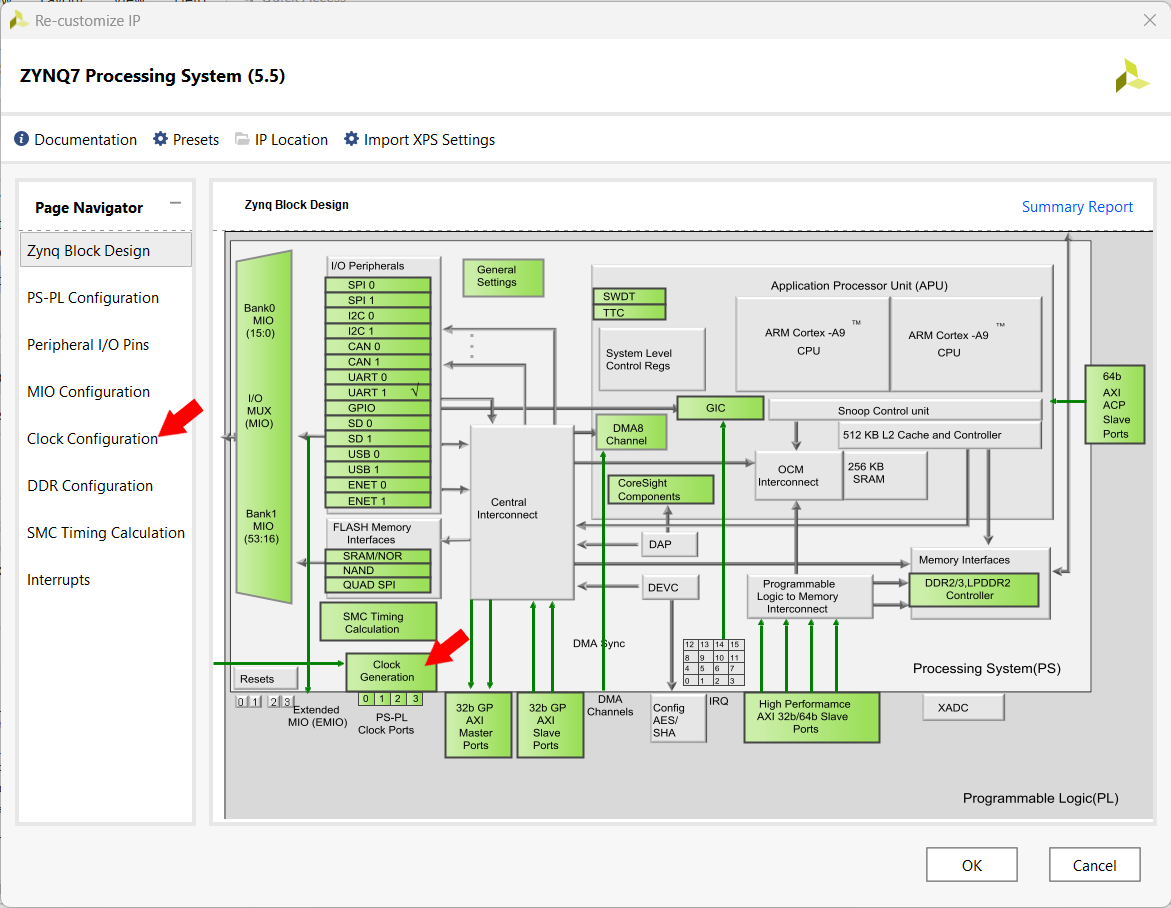 Re-customize IP
ZYNQ7 Processing System (5.5)
Documentation
Presets
IP Location
Import XPS Settings
Page Navigator
Zynq Block Design
PS-PL Configuration
Peripheral I/O Pins
MIO Configuration
Clock Configuration
DDR Configuration
SMC Timing Calculation
Interrupts
Zynq Block Design
Summary Report
Bank0
MIO
(15:0)
I/O
MUX
(MIO)
Bank1
MIO
(53:16)
I/O Peripherals
SPI 0
SPI 1
I2C 0
I2C 1
CAN 0
CAN 1
UART 0
UART 1 √
GPIO
SD 0
SD 1
USB 0
USB 1
ENET 0
ENET 1
FLASH Memory
Interfaces
SRAM/NOR
NAND
QUAD SPI
SMC Timing
Calculation
Clock
Generation
General
Settings
Central
Interconnect
Application Processor Unit (APU)
SWDT
TTC
System Level
Control Regs
ARM Cortex -A9 ™
CPU
ARM Cortex -A9 ™
CPU
GIC
Snoop Control unit
DMA8
Channel
512 KB L2 Cache and Controller
OCM
Interconnect
256 KB
SRAM
CoreSight
Components
DAP
DEVC
64b
AXI
ACP
Slave
Ports
Memory Interfaces
DDR2/3,LPDDR2
Controller
Programmable
Logic to Memory
Interconnect
DMA Sync
12 13 14 15
8 9 10 11
4 5 6 7
0 1 2 3
Processing System(PS)
Resets
0 1 2 3
Extended
MIO (EMIO)
0 1 2 3
PS-PL
Clock Ports
32b GP
AXI
Master
Ports
32b GP
AXI
Slave
Ports
DMA
Channels
Config
AES/
SHA
IRQ
High Performamce
AXI 32b/64b Slave
Ports
XADC
Programmable Logic(PL)
OK
Cancel